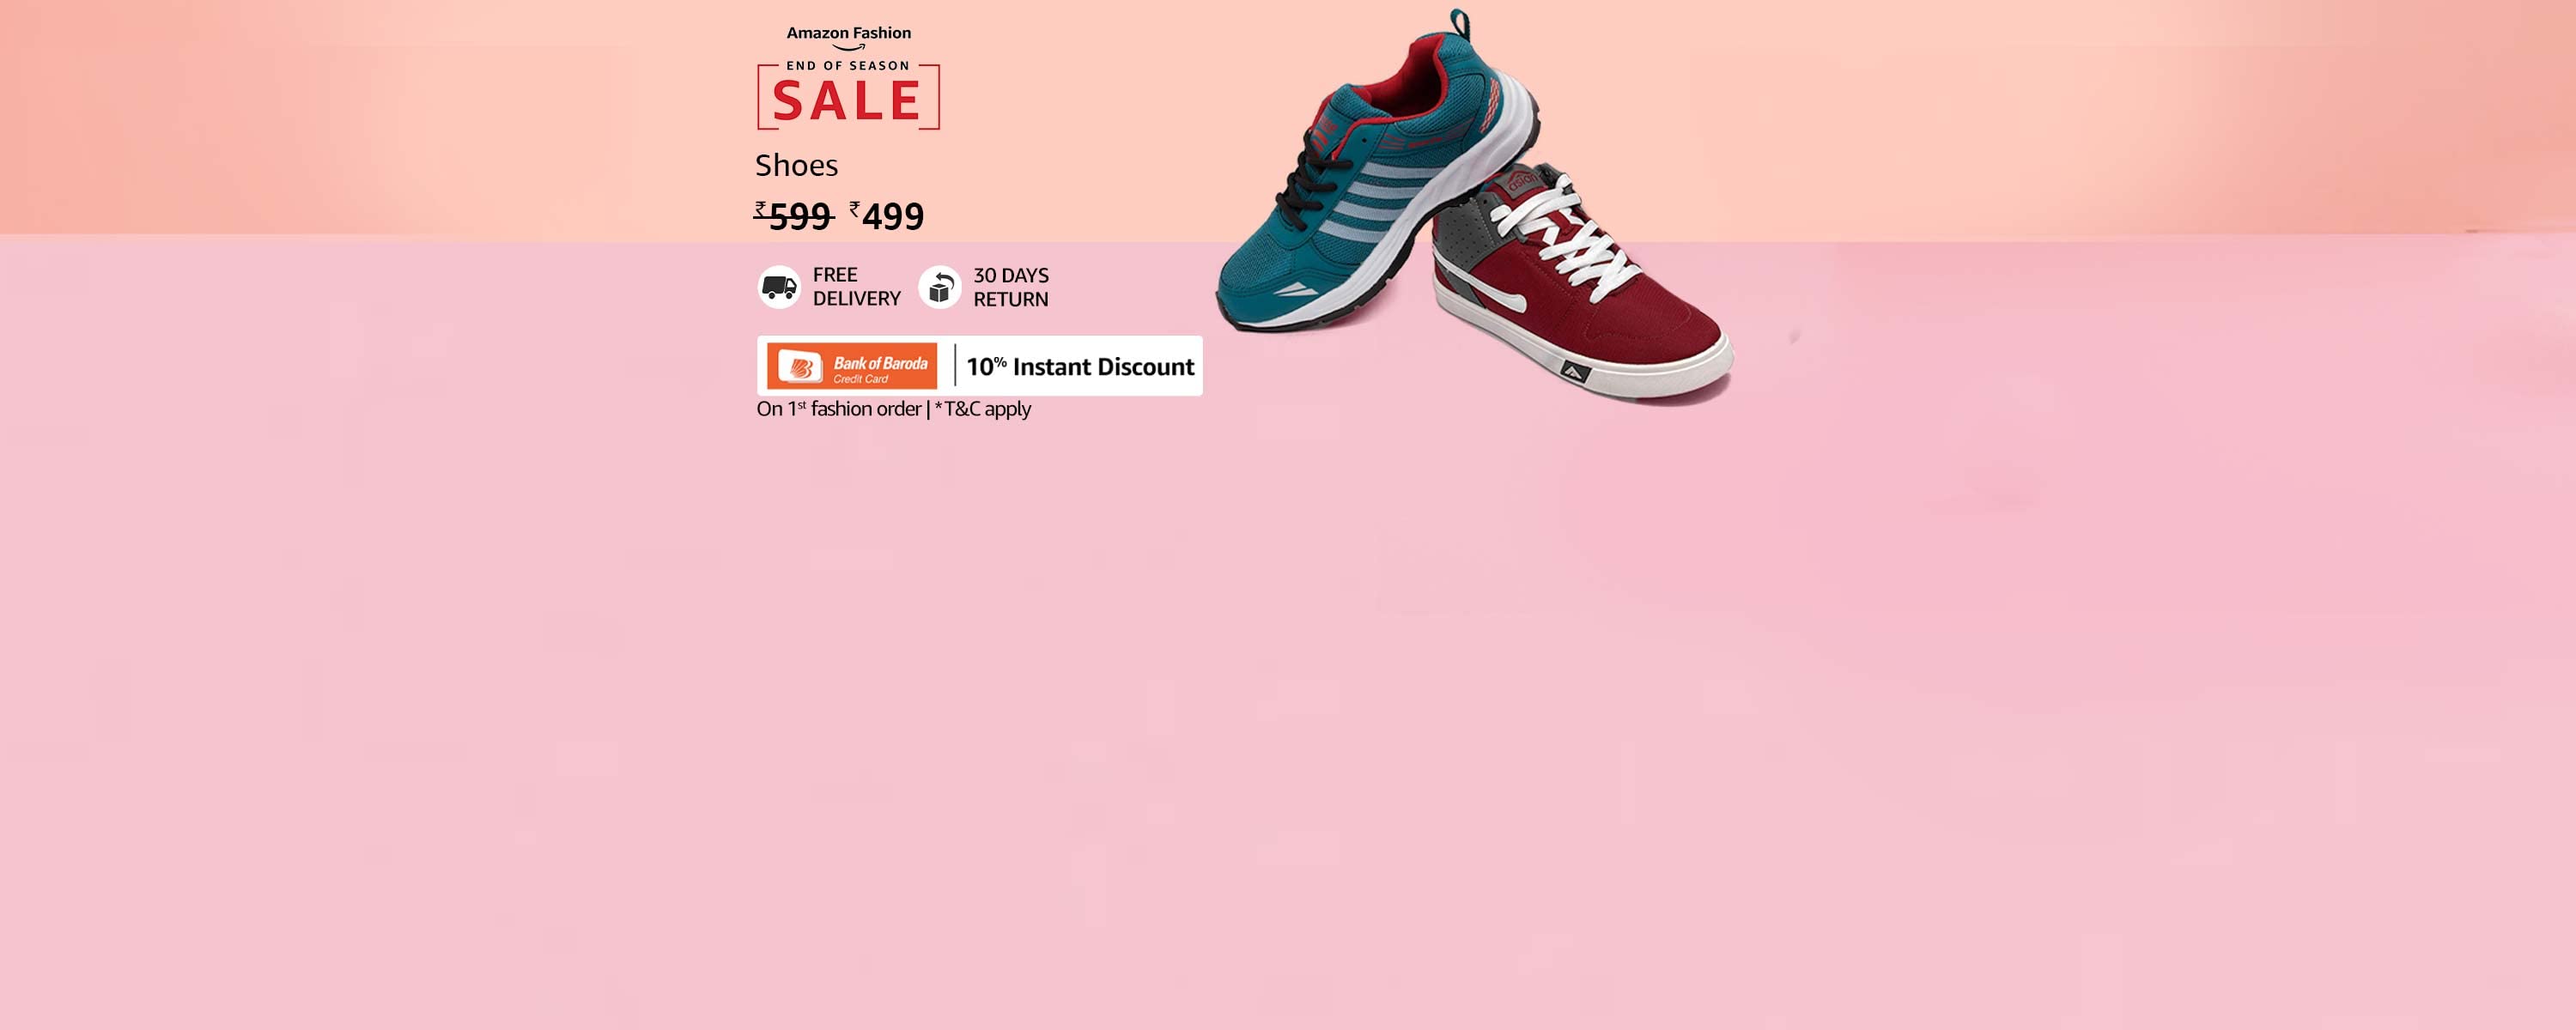 Amazon Fashion
END OF SEASON
SALE
Shoes
₹599 ₹499
FREE
DELIVERY
30 DAYS
RETURN
Bank of Baroda
Credit Card
10% Instant Discount
On 1st fashion order | *T&C apply
asian